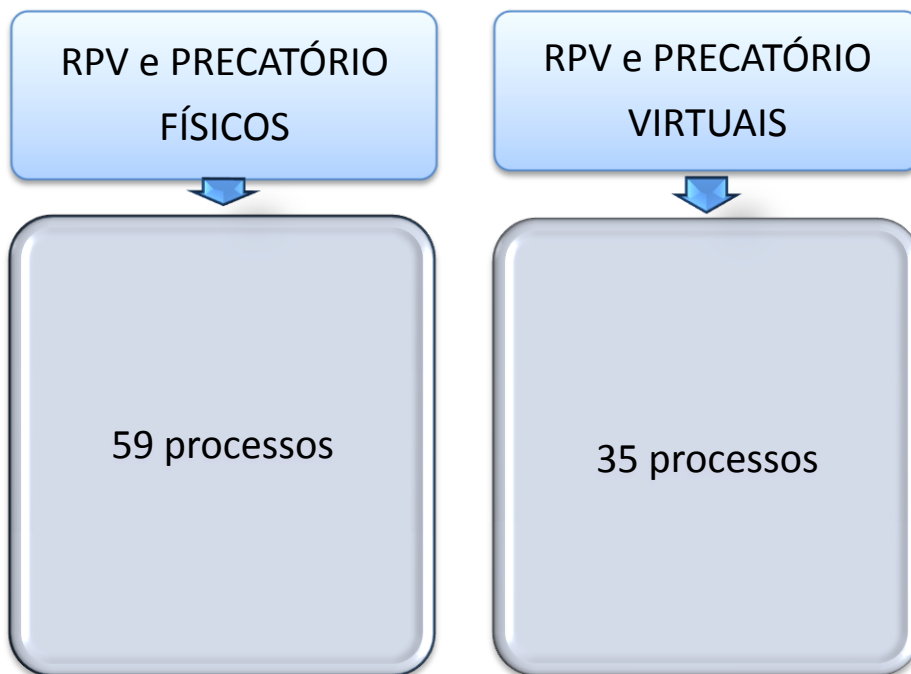 RPV e PRECATÓRIO
FÍSICOS
59 processos
RPV e PRECATÓRIO
VIRTUAIS
35 processos